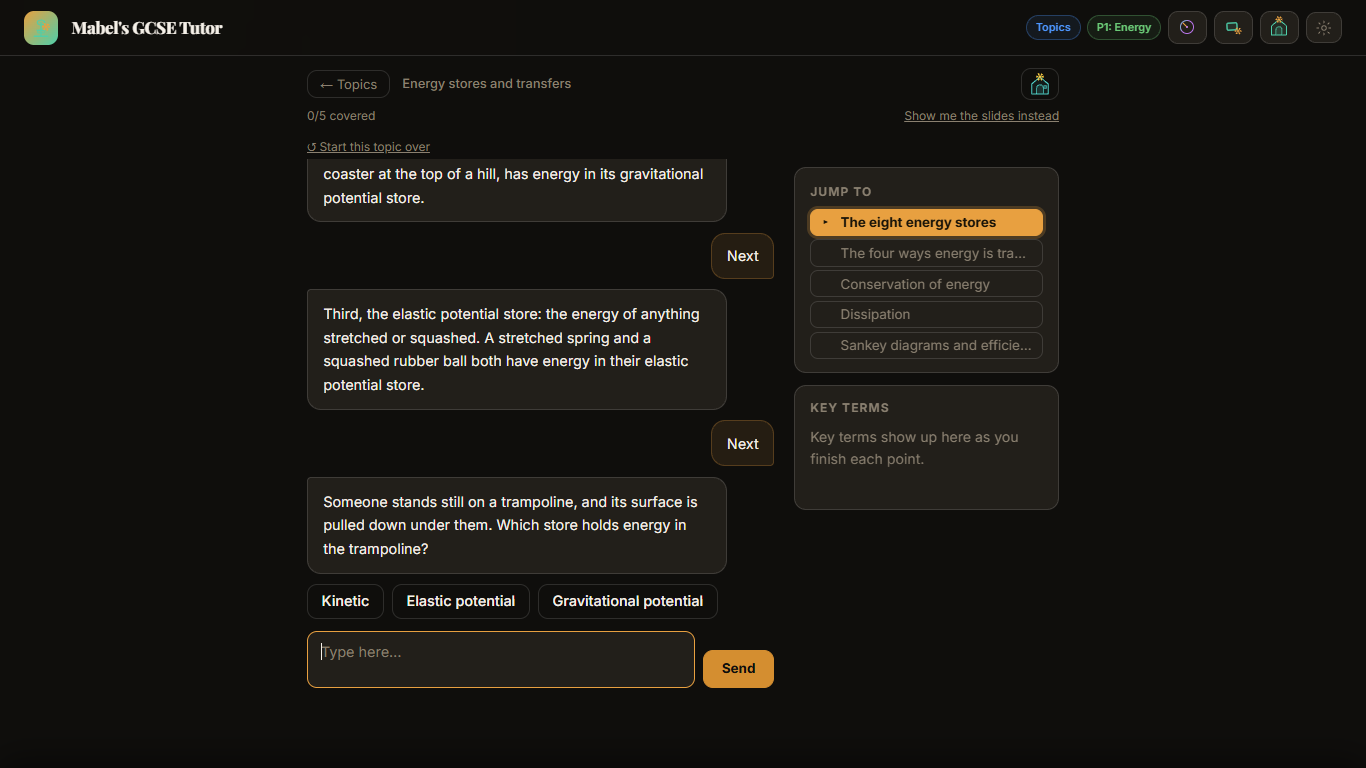 Mabel's GCSE Tutor
Topics
P1: Energy
← Topics
Energy stores and transfers
0/5 covered
Show me the slides instead
↺ Start this topic over
coaster at the top of a hill, has energy in its gravitational
potential store.
Next
Third, the elastic potential store: the energy of anything
stretched or squashed. A stretched spring and a
squashed rubber ball both have energy in their elastic
potential store.
Next
Someone stands still on a trampoline, and its surface is
pulled down under them. Which store holds energy in
the trampoline?
Kinetic
Elastic potential
Gravitational potential
Type here...
Send
JUMP TO
‣ The eight energy stores
The four ways energy is tra...
Conservation of energy
Dissipation
Sankey diagrams and efficie...
KEY TERMS
Key terms show up here as you
finish each point.